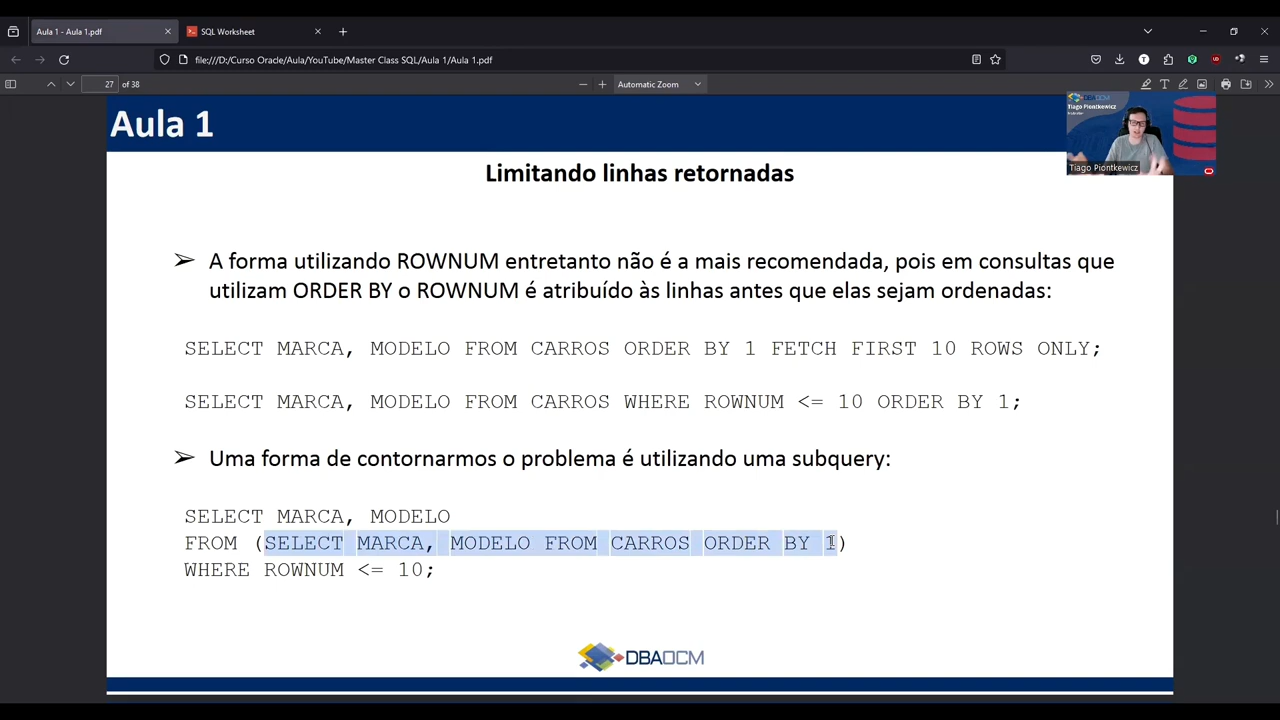 Aula 1 - Aula 1.pdf
SQL Worksheet
file:///D:/Curso Oracle/Aula/YouTube/Master Class SQL/Aula 1/Aula 1.pdf
27 of 38
Automatic Zoom
Aula 1
DBAOCM
Tiago Piontkewicz
Tiago Piontkewicz
Limitando linhas retornadas
➢ A forma utilizando ROWNUM entretanto não é a mais recomendada, pois em consultas que
utilizam ORDER BY o ROWNUM é atribuído às linhas antes que elas sejam ordenadas:
SELECT MARCA, MODELO FROM CARROS ORDER BY 1 FETCH FIRST 10 ROWS ONLY;
SELECT MARCA, MODELO FROM CARROS WHERE ROWNUM <= 10 ORDER BY 1;
➢ Uma forma de contornarmos o problema é utilizando uma subquery:
SELECT MARCA, MODELO
FROM (SELECT MARCA, MODELO FROM CARROS ORDER BY 1)
WHERE ROWNUM <= 10;
DBAOCM